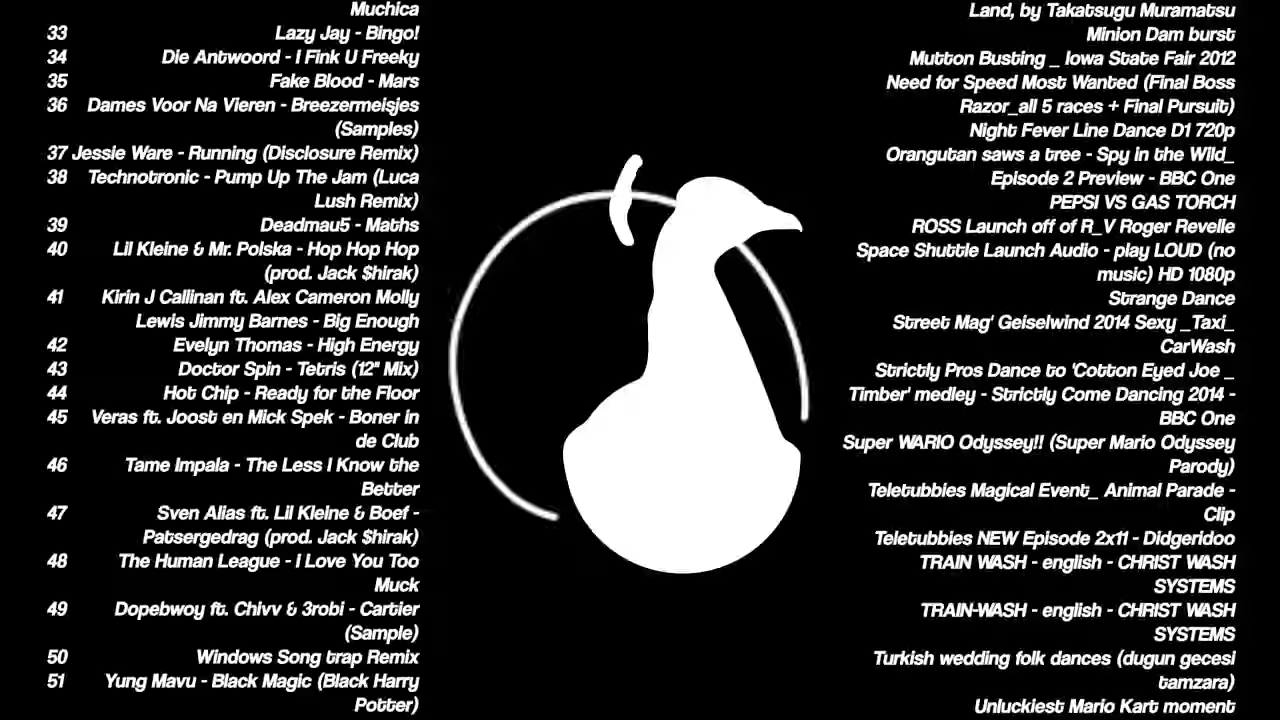 Muchica
33 Lazy Jay - Bingo!
34 Die Antwoord - I Fink U Freeky
35 Fake Blood - Mars
36 Dames Voor Na Vieren - Breezermeisjes
(Samples)
37 Jessie Ware - Running (Disclosure Remix)
38 Technotronic - Pump Up The Jam (Luca
Lush Remix)
39 Deadmau5 - Maths
40 Lil Kleine & Mr. Polska - Hop Hop Hop
(prod. Jack $hirak)
41 Kirin J Callinan ft. Alex Cameron Molly
Lewis Jimmy Barnes - Big Enough
42 Evelyn Thomas - High Energy
43 Doctor Spin - Tetris (12" Mix)
44 Hot Chip - Ready for the Floor
45 Veras ft. Joost en Mick Spek - Boner in
de Club
46 Tame Impala - The Less I Know the
Better
47 Sven Alias ft. Lil Kleine & Boef -
Patsergedrag (prod. Jack $hirak)
48 The Human League - I Love You Too
Muck
49 Dopebwoy ft. Chivv & 3robi - Cartier
(Sample)
50 Windows Song trap Remix
51 Yung Mavu - Black Magic (Black Harry
Potter)
Land, by Takatsugu Muramatsu
Minion Dam burst
Mutton Busting _ Iowa State Fair 2012
Need for Speed Most Wanted (Final Boss
Razor_all 5 races + Final Pursuit)
Night Fever Line Dance D1 720p
Orangutan saws a tree - Spy in the Wild_
Episode 2 Preview - BBC One
PEPSI VS GAS TORCH
ROSS Launch off of R_V Roger Revelle
Space Shuttle Launch Audio - play LOUD (no
music) HD 1080p
Strange Dance
Street Mag' Geiselwind 2014 Sexy _Taxi_
CarWash
Strictly Pros Dance to 'Cotton Eyed Joe _
Timber' medley - Strictly Come Dancing 2014 -
BBC One
Super WARIO Odyssey!! (Super Mario Odyssey
Parody)
Teletubbies Magical Event_ Animal Parade -
Clip
Teletubbies NEW Episode 2x11 - Didgeridoo
TRAIN WASH - english - CHRIST WASH
SYSTEMS
TRAIN-WASH - english - CHRIST WASH
SYSTEMS
Turkish wedding folk dances (dugun gecesi
tamzara)
Unluckiest Mario Kart moment